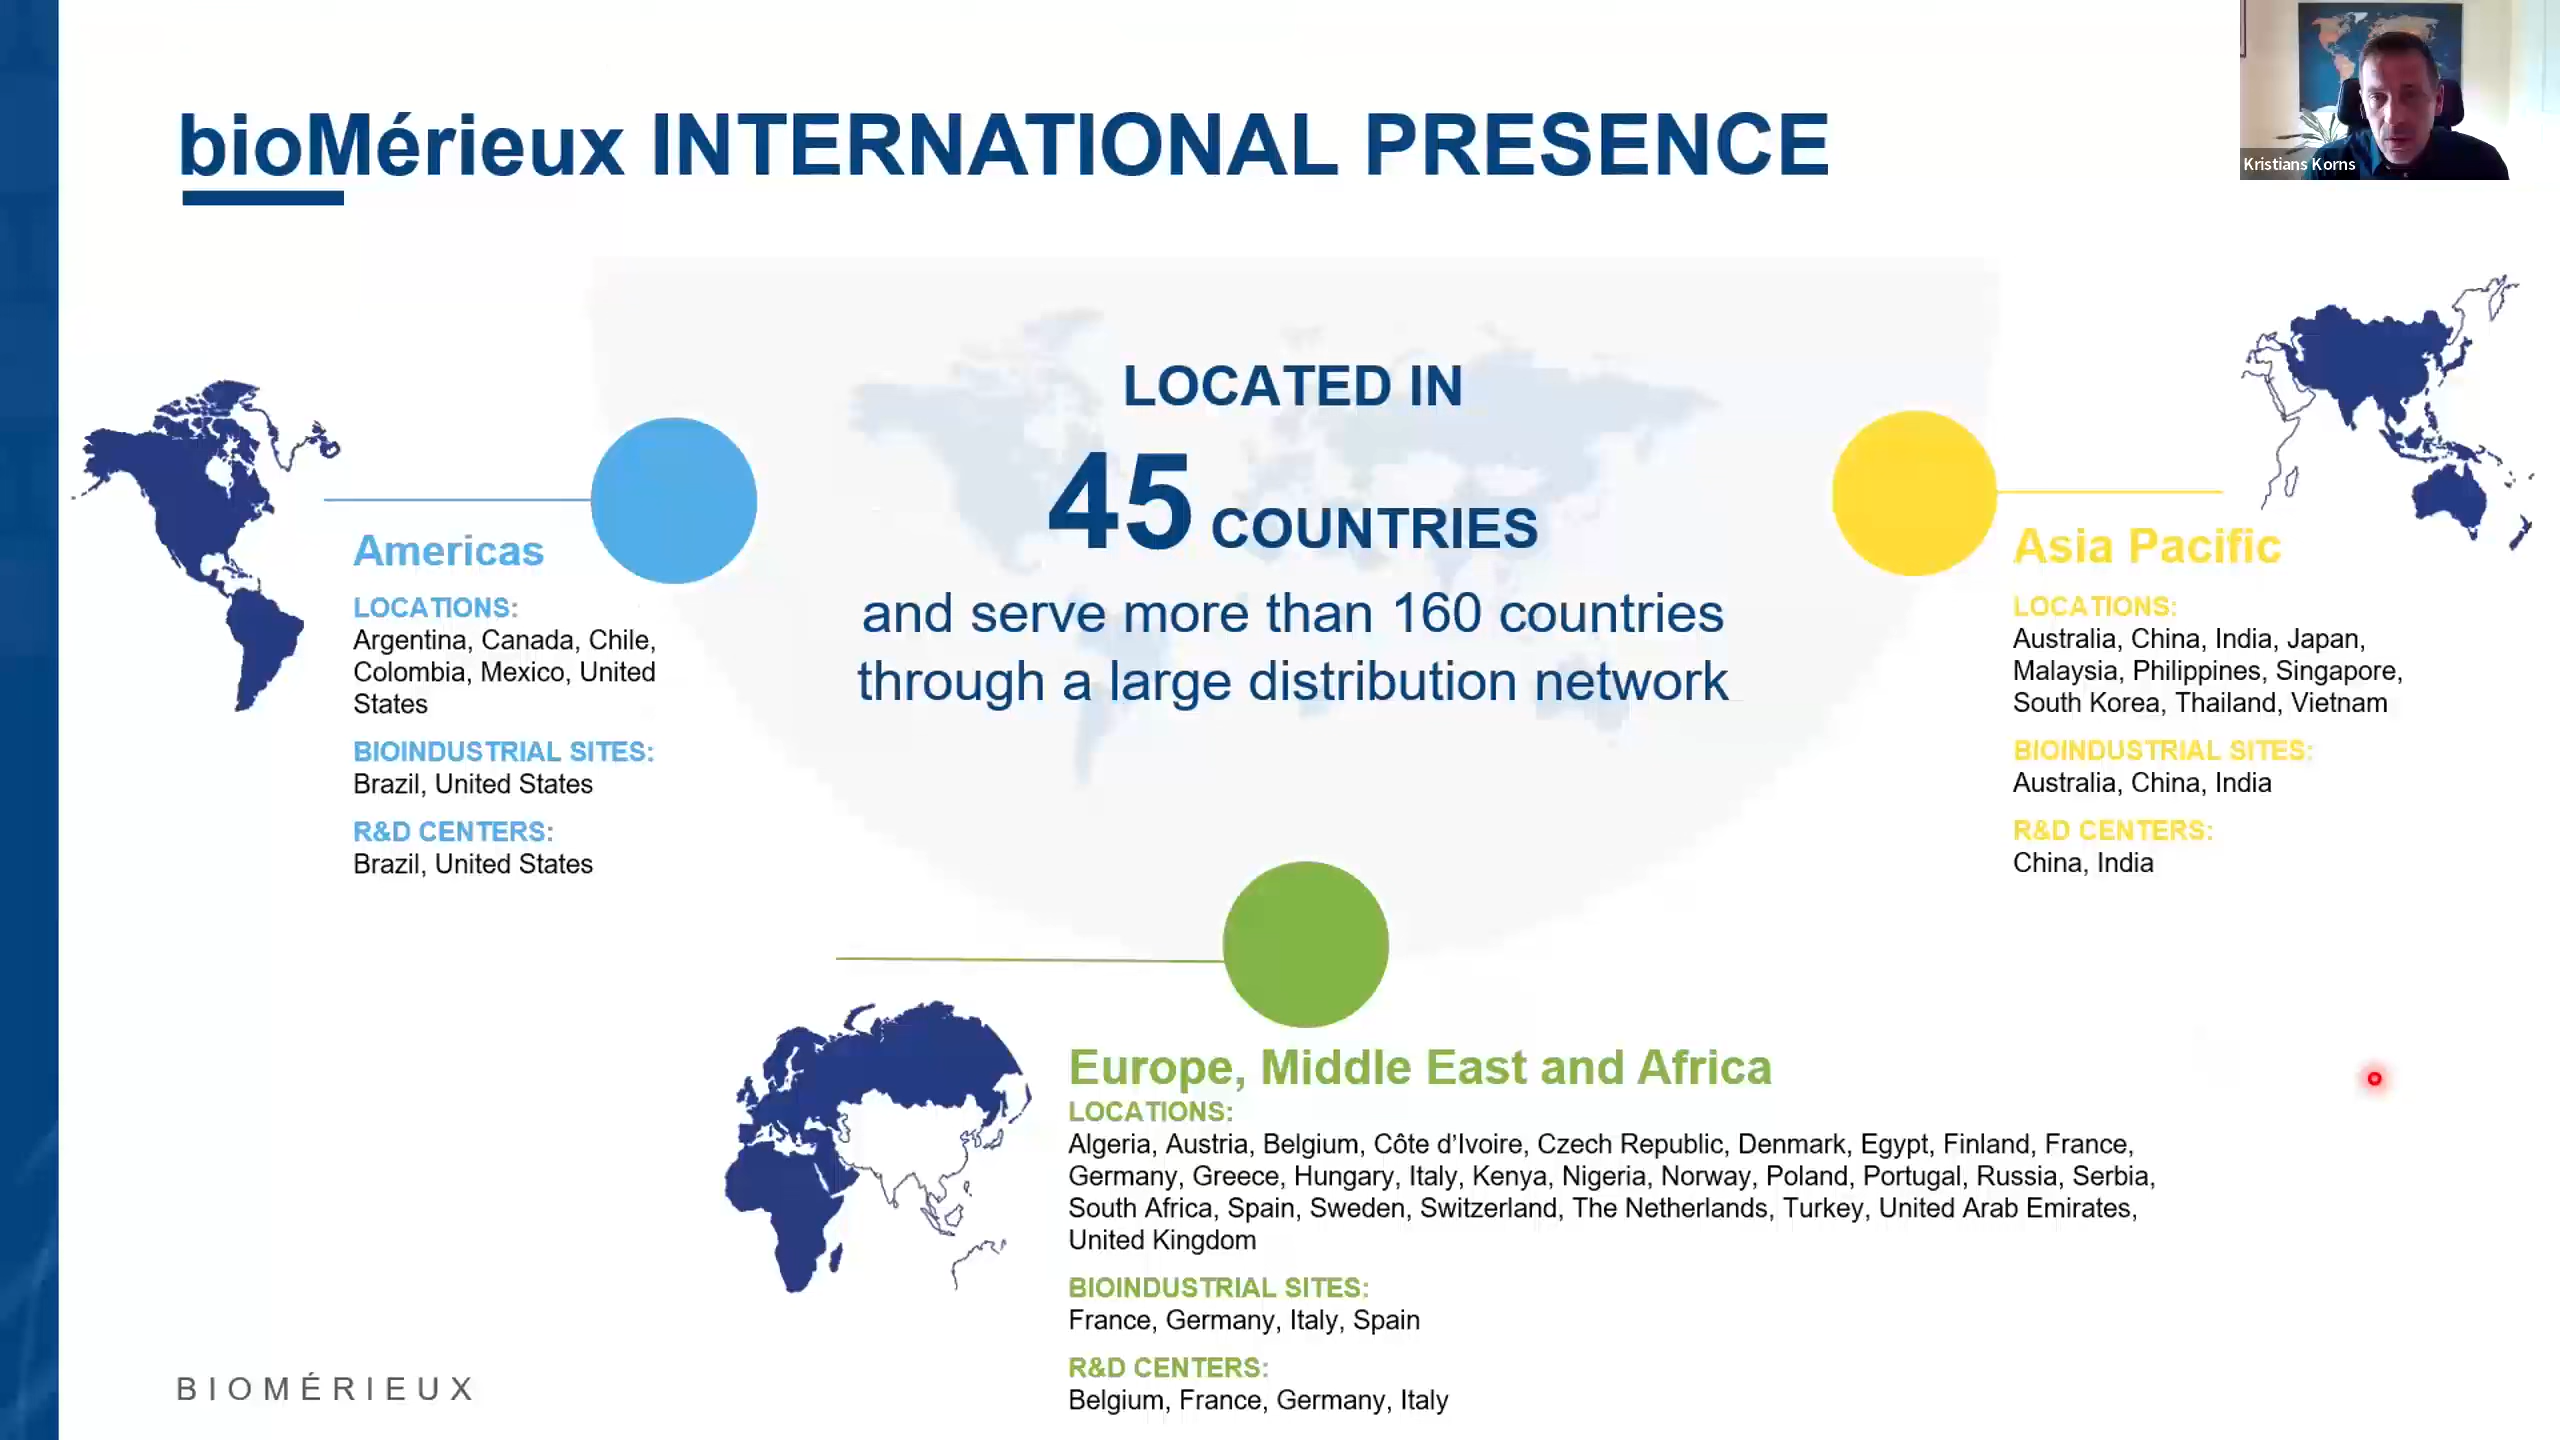 bioMérieux INTERNATIONAL PRESENCE
Kristians Korns
LOCATED IN
45 COUNTRIES
and serve more than 160 countries
through a large distribution network
Americas
LOCATIONS:
Argentina, Canada, Chile,
Colombia, Mexico, United
States
BIOINDUSTRIAL SITES:
Brazil, United States
R&D CENTERS:
Brazil, United States
Asia Pacific
LOCATIONS:
Australia, China, India, Japan,
Malaysia, Philippines, Singapore,
South Korea, Thailand, Vietnam
BIOINDUSTRIAL SITES:
Australia, China, India
R&D CENTERS:
China, India
Europe, Middle East and Africa
LOCATIONS:
Algeria, Austria, Belgium, Côte d’Ivoire, Czech Republic, Denmark, Egypt, Finland, France,
Germany, Greece, Hungary, Italy, Kenya, Nigeria, Norway, Poland, Portugal, Russia, Serbia,
South Africa, Spain, Sweden, Switzerland, The Netherlands, Turkey, United Arab Emirates,
United Kingdom
BIOINDUSTRIAL SITES:
France, Germany, Italy, Spain
R&D CENTERS:
Belgium, France, Germany, Italy
BIOMÉRIEUX